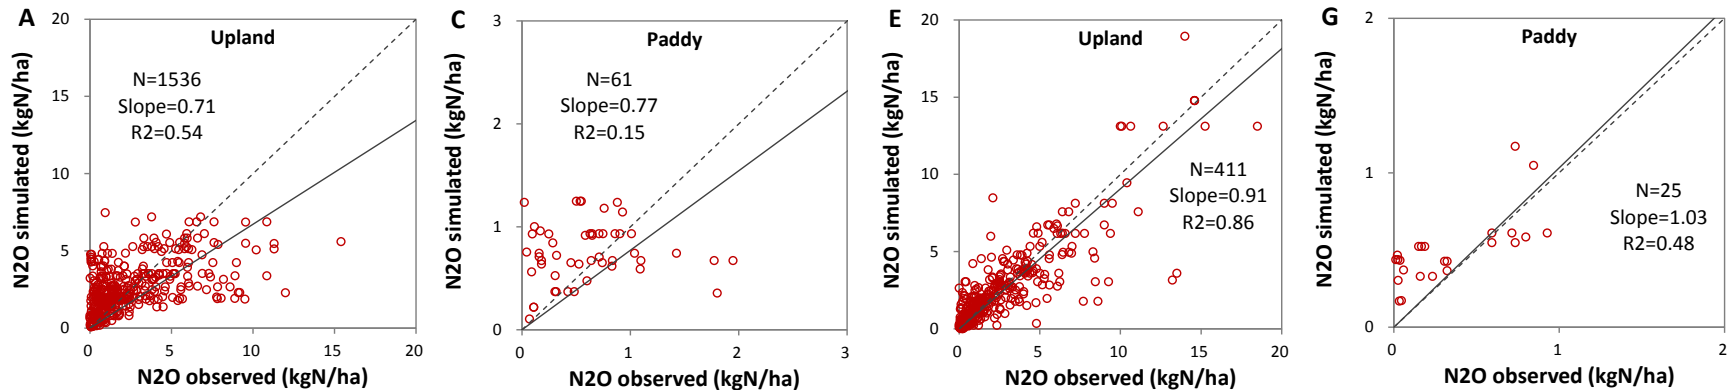 A
Upland
N=1536
Slope=0.71
R2=0.54
N2O simulated (kgN/ha)
20
15
10
5
0
0 5 10 15 20
N2O observed (kgN/ha)
C
Paddy
N=61
Slope=0.77
R2=0.15
N2O simulated (kgN/ha)
3
2
1
0
0 1 2 3
N2O observed (kgN/ha)
E
Upland
N=411
Slope=0.91
R2=0.86
N2O simulated (kgN/ha)
20
15
10
5
0
0 5 10 15 20
N2O observed (kgN/ha)
G
Paddy
N=25
Slope=1.03
R2=0.48
N2O simulated (kgN/ha)
2
1
0
0 1 2
N2O observed (kgN/ha)